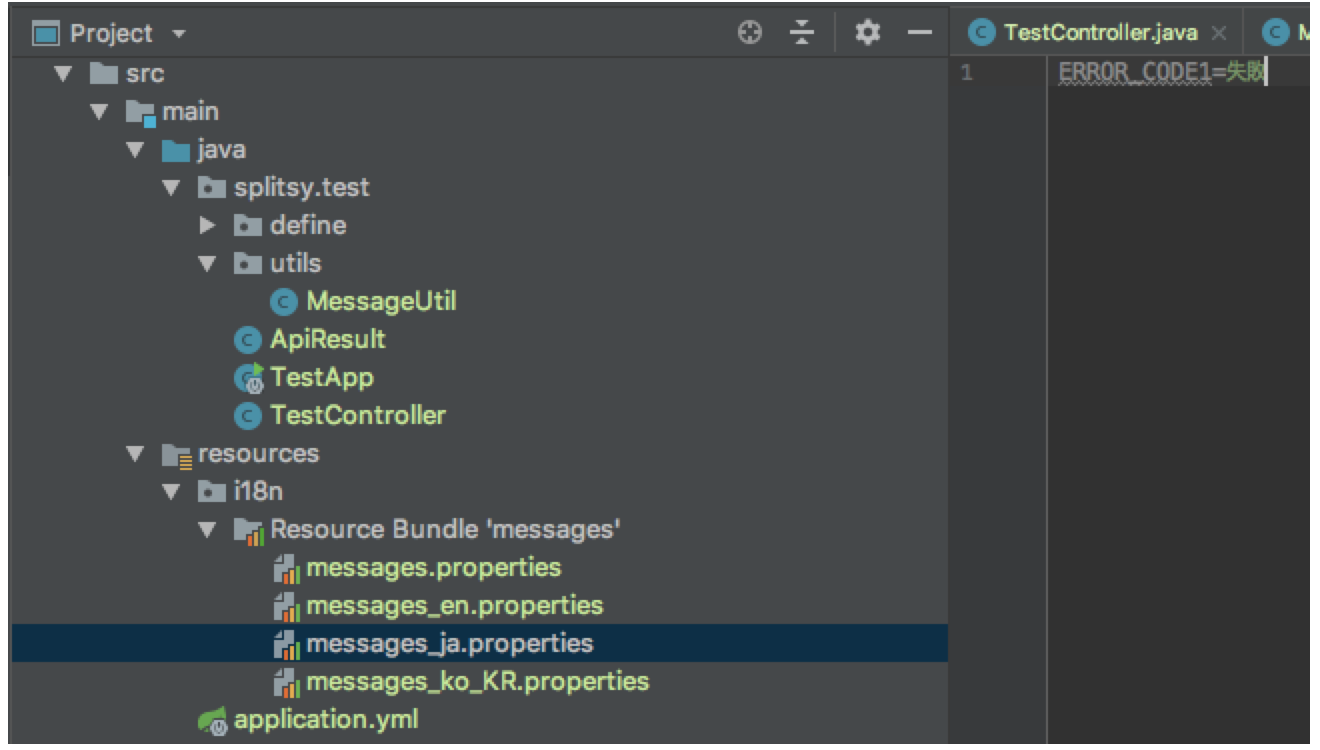 Project
src
main
java
splitsy.test
define
utils
MessageUtil
ApiResult
TestApp
TestController
resources
i18n
Resource Bundle 'messages'
messages.properties
messages_en.properties
messages_ja.properties
messages_ko_KR.properties
application.yml
TestController.java
1 ERROR_CODE1=失敗